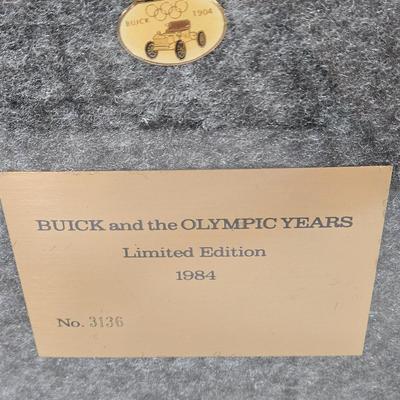 BUICK 1904
BUICK and the OLYMPIC YEARS
Limited Edition
1984
No. 3136